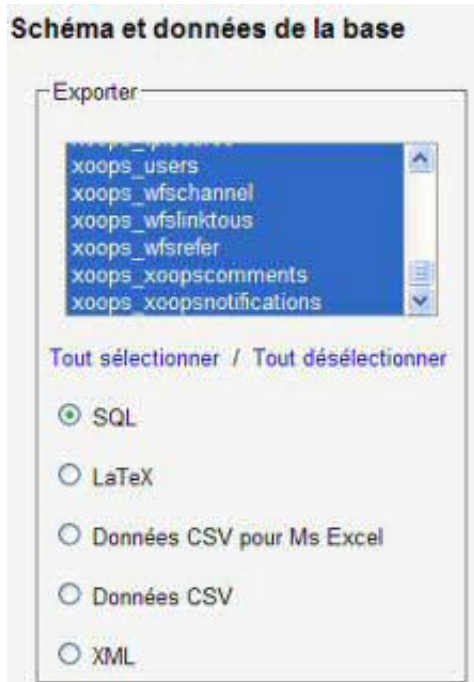 Schéma et données de la base
Exporter
xoops_users
xoops_wfschannel
xoops_wfslinktous
xoops_wfsrefer
xoops_xoopscomments
xoops_xoopsnotifications
Tout sélectionner / Tout désélectionner
SQL
LaTeX
Données CSV pour Ms Excel
Données CSV
XML